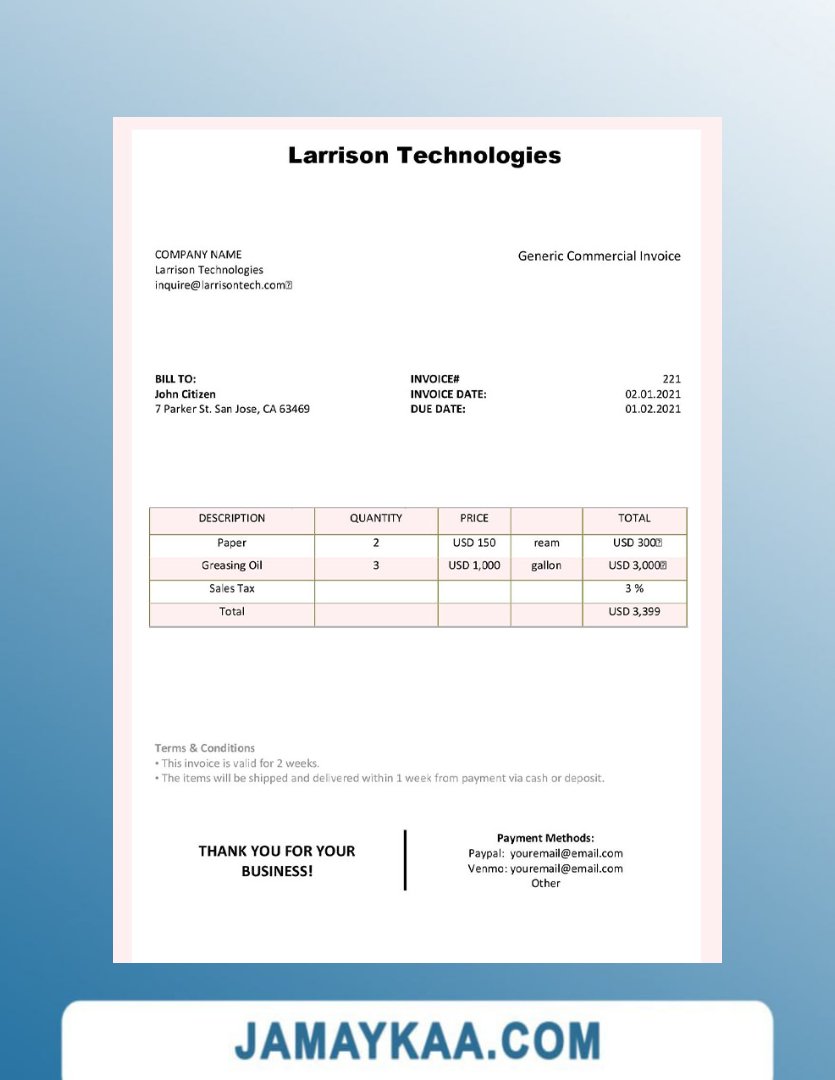 Larrison Technologies
COMPANY NAME
Larrison Technologies
inquire@larrisontech.com
Generic Commercial Invoice
BILL TO:
John Citizen
7 Parker St. San Jose, CA 63469
INVOICE# 221
INVOICE DATE: 02.01.2021
DUE DATE: 01.02.2021
DESCRIPTION QUANTITY PRICE TOTAL
Paper 2 USD 150 ream USD 300
Greasing Oil 3 USD 1,000 gallon USD 3,000
Sales Tax 3 %
Total USD 3,399
Terms & Conditions
• This invoice is valid for 2 weeks.
• The items will be shipped and delivered within 1 week from payment via cash or deposit.
THANK YOU FOR YOUR
BUSINESS!
Payment Methods:
Paypal: youremail@email.com
Venmo: youremail@email.com
Other
JAMAYKAA.COM